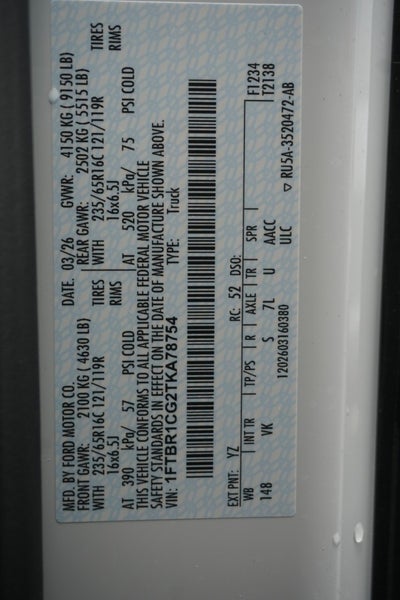 MFD. BY FORD MOTOR CO. DATE. 03/26 GVWR: 4150 KG ( 9150 LB)
FRONT GAWR: 2100 KG ( 4630 LB) REAR GAWR: 2502 KG ( 5515 LB)
WITH 235/65R16C 121/119R TIRES WITH 235/65R16C 121/119R TIRES
16x6.5J RIMS 16x6.5J RIMS
AT 390 kPa/ 57 PSI COLD AT 520 kPa/ 75 PSI COLD
THIS VEHICLE CONFORMS TO ALL APPLICABLE FEDERAL MOTOR VEHICLE
SAFETY STANDARDS IN EFFECT ON THE DATE OF MANUFACTURE SHOWN ABOVE.
VIN: 1FTBR1CG2TKA78754 TYPE: Truck
EXT PNT: YZ RC: 52 DSO: F1234
WB INT TR TP/PS R AXLE TR SPR T2138
148 VK S 7L U AACC
ULC
1202603160380 ▽ RU5A-3520472-AB